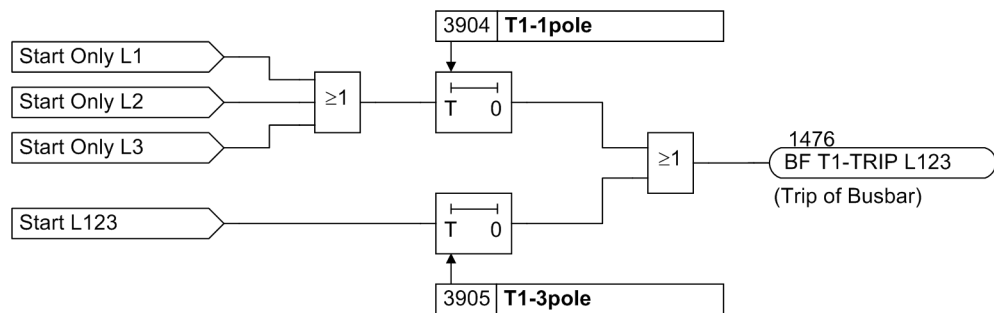 3904 T1-1pole
Start Only L1
Start Only L2
Start Only L3
≥1
T 0
≥1
1476
BF T1-TRIP L123
(Trip of Busbar)
Start L123
T 0
3905 T1-3pole